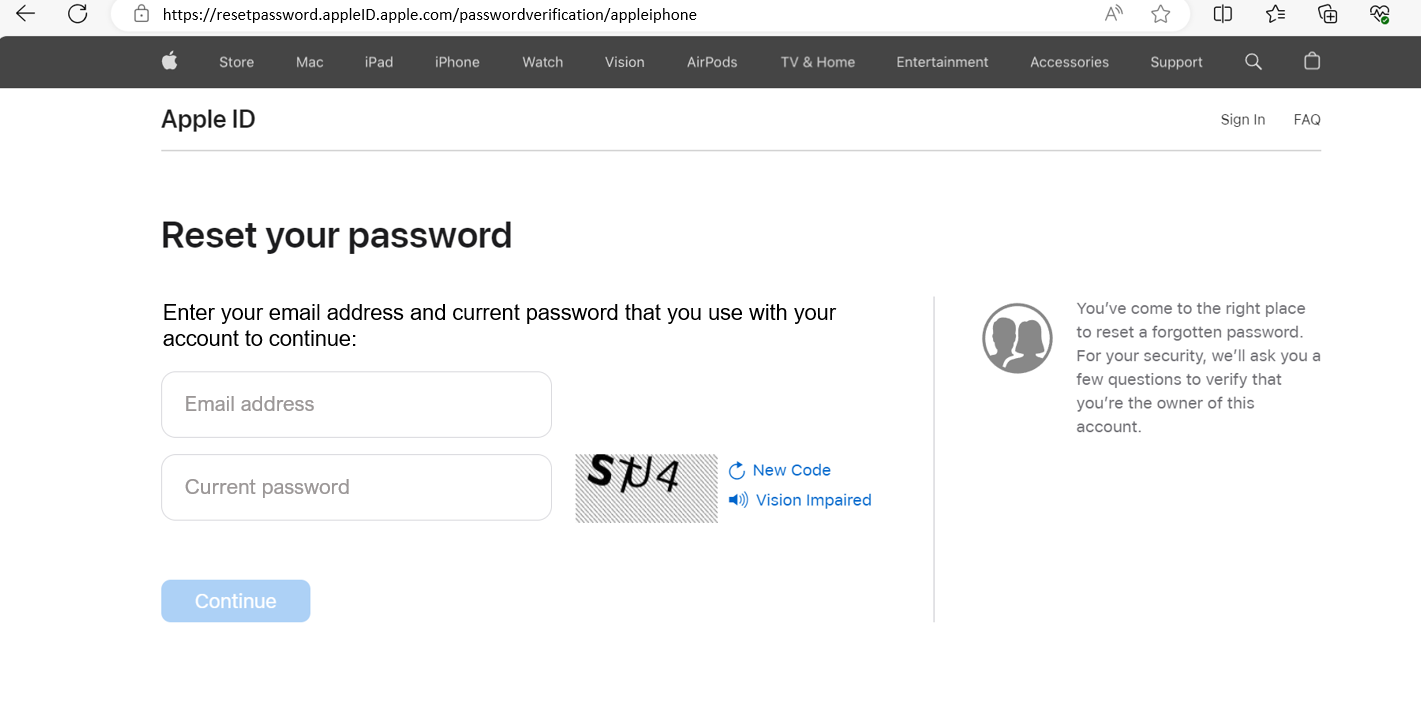 https://resetpassword.appleID.apple.com/passwordverification/appleiphone
Store Mac iPad iPhone Watch Vision AirPods TV & Home Entertainment Accessories Support
Apple ID
Sign In FAQ
Reset your password
Enter your email address and current password that you use with your
account to continue:
Email address
Current password
STU4
New Code
Vision Impaired
Continue
You’ve come to the right place
to reset a forgotten password.
For your security, we’ll ask you a
few questions to verify that
you’re the owner of this
account.